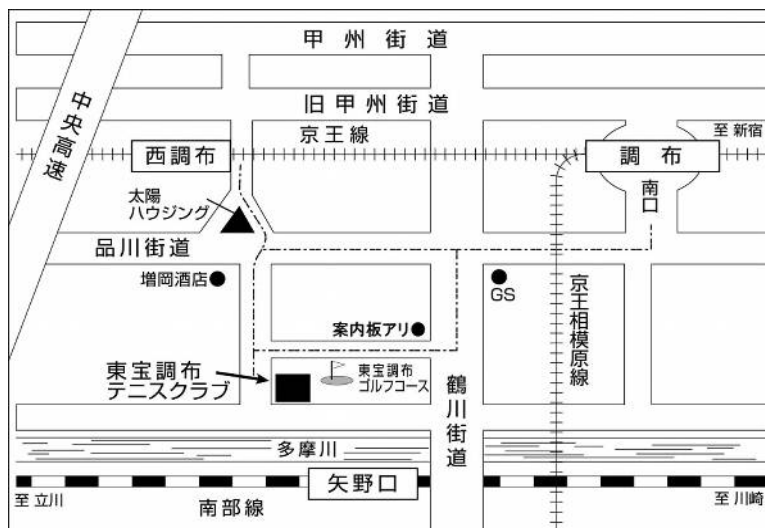 甲州街道
中央高速
旧甲州街道
京王線
至 新宿
西調布
調布
太陽
ハウジング
南口
品川街道
増岡酒店
GS
京王相模原線
案内板アリ
東宝調布
テニスクラブ
東宝調布
ゴルフコース
鶴川街道
多摩川
矢野口
至 立川
南部線
至 川崎